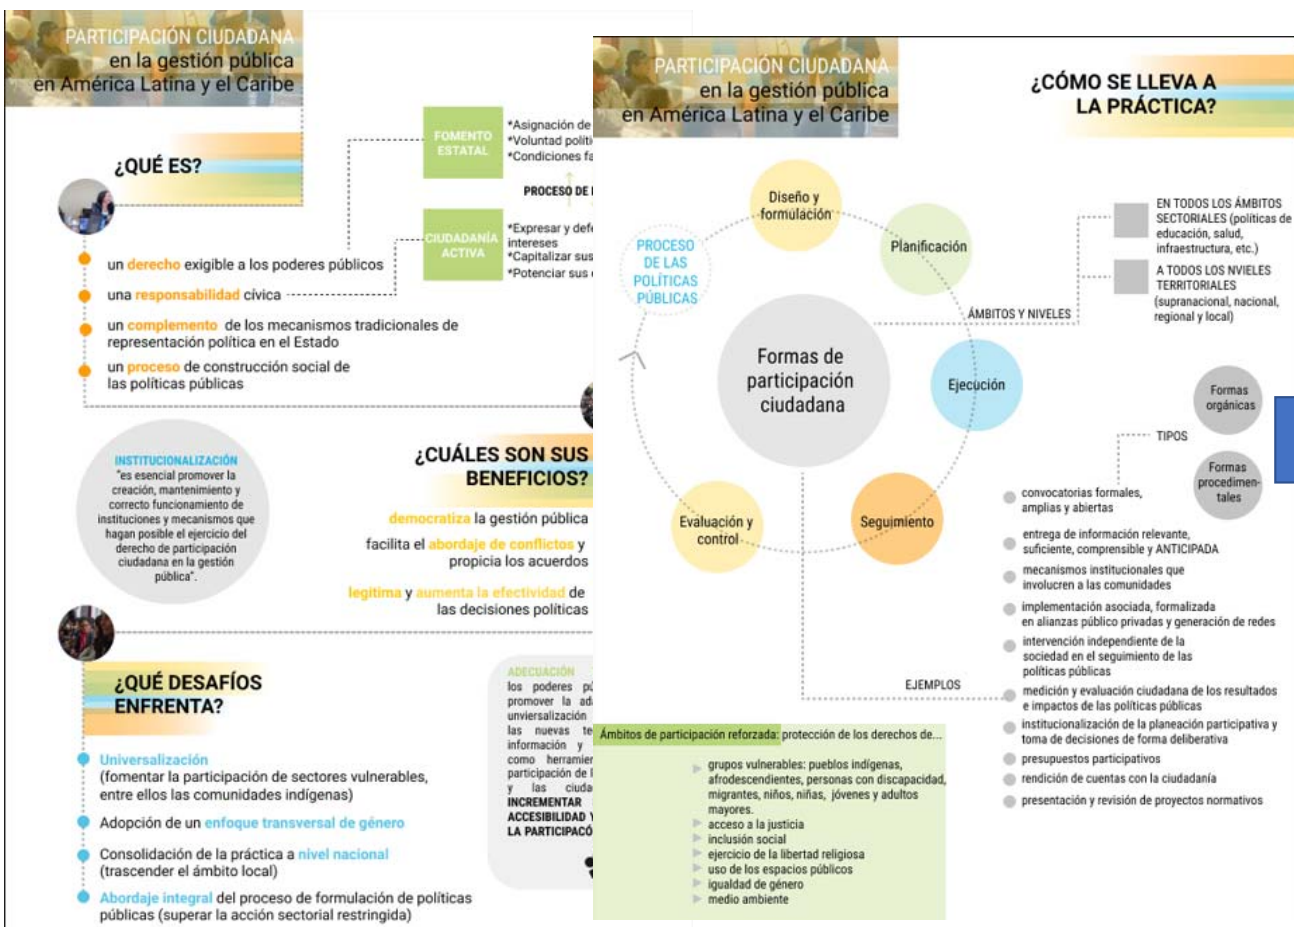 PARTICIPACIÓN CIUDADANA
en la gestión pública
en América Latina y el Caribe
¿QUÉ ES?
un derecho exigible a los poderes públicos
una responsabilidad cívica
un complemento de los mecanismos tradicionales de
representación política en el Estado
un proceso de construcción social de
las políticas públicas
FOMENTO
ESTATAL
*Asignación de
*Voluntad
*Condiciones
PROCESO DE
CIUDADANÍA
ACTIVA
*Expresar y
intereses
*Capitalizar sus
*Potenciar sus
INSTITUCIONALIZACIÓN
"es esencial promover la
creación, mantenimiento y
correcto funcionamiento de
instituciones y mecanismos que
hagan posible el ejercicio del
derecho de participación
ciudadana en la gestión
pública".
¿CUÁLES SON SUS
BENEFICIOS?
democratiza la gestión pública
facilita el abordaje de conflictos y
propicia los acuerdos
legitima y aumenta la efectividad de
las decisiones políticas
¿QUÉ DESAFÍOS
ENFRENTA?
Universalización
(fomentar la participación de sectores vulnerables,
entre ellos las comunidades indígenas)
Adopción de un enfoque transversal de género
Consolidación de la práctica a nivel nacional
(trascender el ámbito local)
Abordaje integral del proceso de formulación de políticas
públicas (superar la acción sectorial restringida)
ADECUACIÓN
los poderes
promover la
unviersalización
las nuevas
información y
como
participación de
y las
INCREMENTAR
ACCESIBILIDAD
LA
PARTICIPACIÓN CIUDADANA
en la gestión pública
en América Latina y el Caribe
¿CÓMO SE LLEVA A
LA PRÁCTICA?
PROCESO
DE LAS
POLÍTICAS
PÚBLICAS
Diseño y
formulación
Planificación
Ejecución
Seguimiento
Evaluación y
control
Formas de
participación
ciudadana
ÁMBITOS Y NIVELES
EN TODOS LOS ÁMBITOS
SECTORIALES (políticas de
educación, salud,
infraestructura, etc.)
A TODOS LOS NVIELES
TERRITORIALES
(supranacional, nacional,
regional y local)
TIPOS
Formas
orgánicas
Formas
procedimen-
tales
EJEMPLOS
convocatorias formales,
amplias y abiertas
entrega de información relevante,
suficiente, comprensible y ANTICIPADA
mecanismos institucionales que
involucren a las comunidades
implementación asociada, formalizada
en alianzas público privadas y generación de redes
intervención independiente de la
sociedad en el seguimiento de las
políticas públicas
medición y evaluación ciudadana de los resultados
e impactos de las políticas públicas
institucionalización de la planeación participativa y
toma de decisiones de forma deliberativa
presupuestos participativos
rendición de cuentas con la ciudadanía
presentación y revisión de proyectos normativos
Ámbitos de participación reforzada: protección de los derechos de...
grupos vulnerables: pueblos indígenas,
afrodescendientes, personas con discapacidad,
migrantes, niños, niñas, jóvenes y adultos
mayores.
acceso a la justicia
inclusión social
ejercicio de la libertad religiosa
uso de los espacios públicos
igualdad de género
medio ambiente